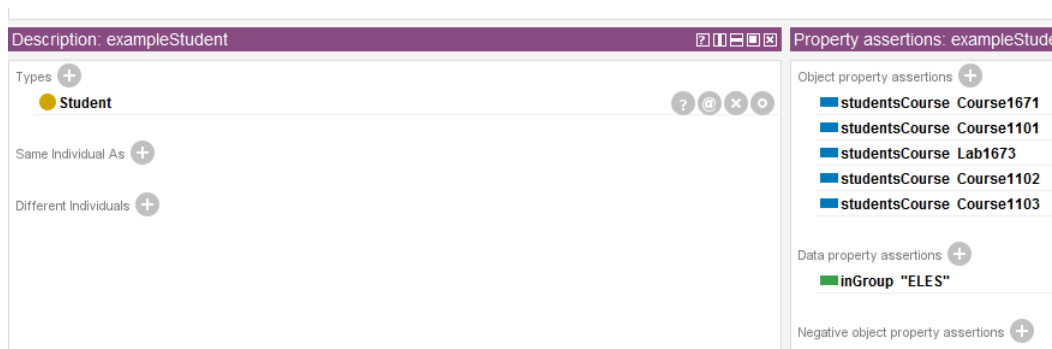 Description: exampleStudent
Types
Student
Same Individual As
Different Individuals
Property assertions: exampleStude
Object property assertions
studentsCourse Course1671
studentsCourse Course1101
studentsCourse Lab1673
studentsCourse Course1102
studentsCourse Course1103
Data property assertions
inGroup "ELES"
Negative object property assertions